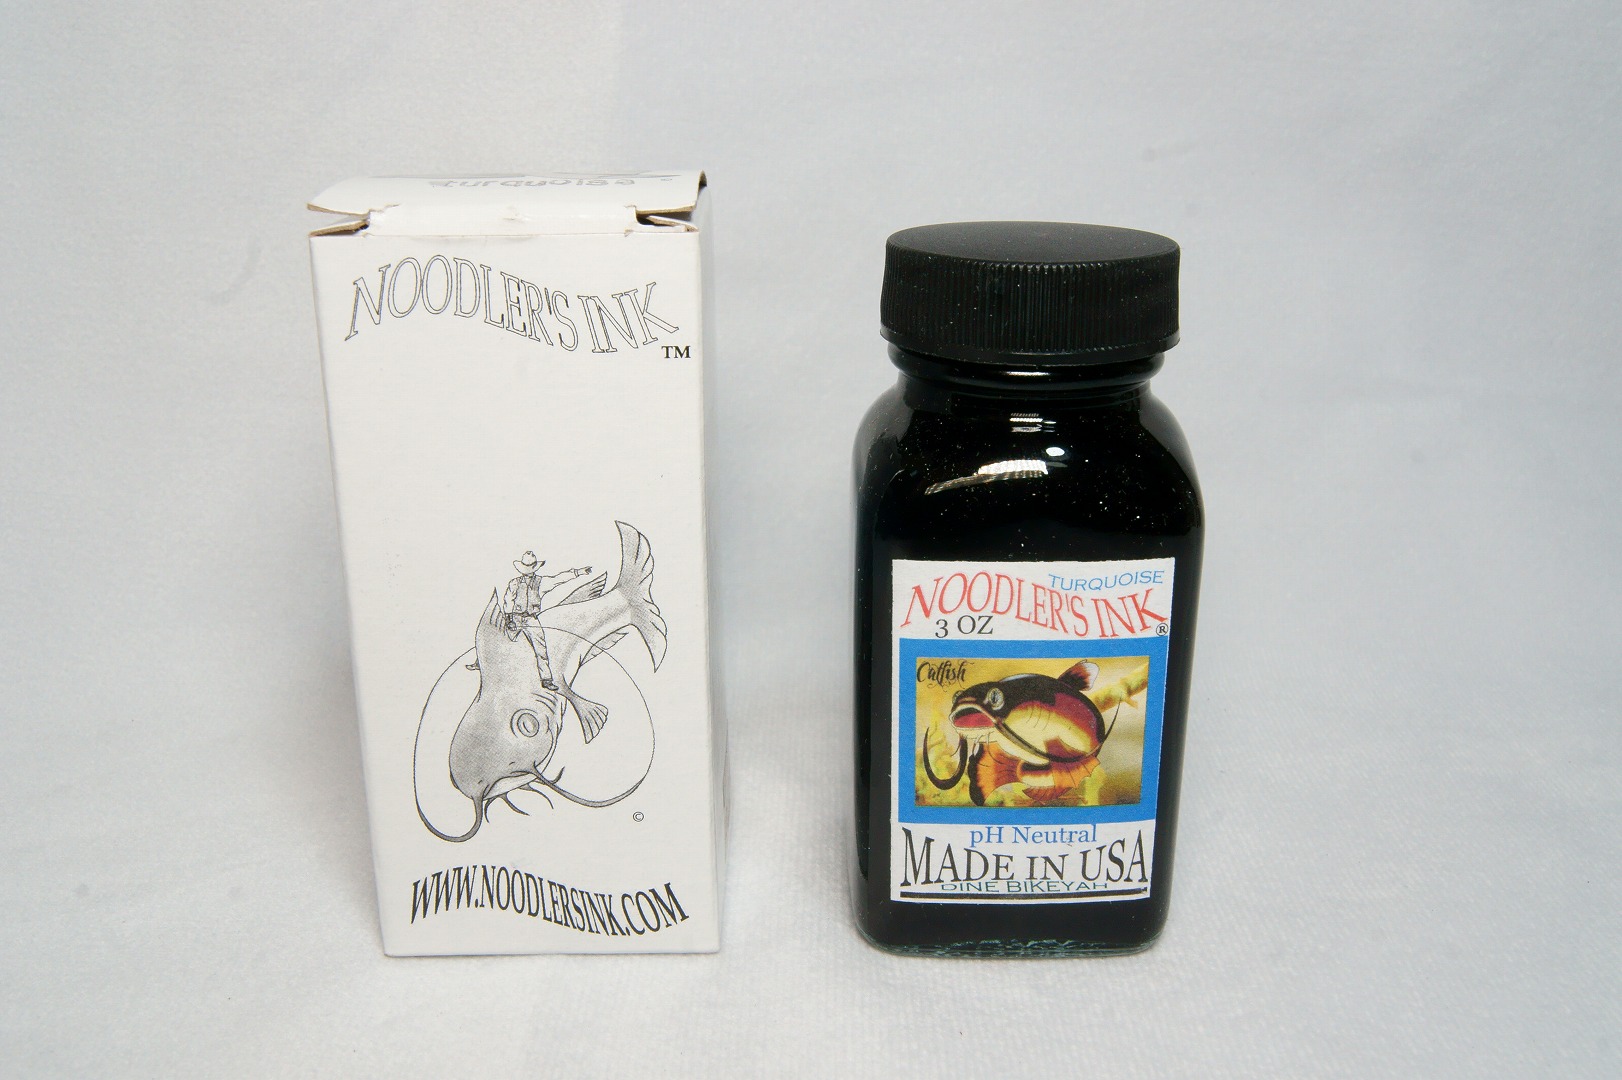 turquoise
NOODLER'S INK
TM
©
WWW.NOODLERSINK.COM
TURQUOISE
NOODLER'S INK
3 OZ
®
Catfish
pH Neutral
MADE IN USA
DINE BIKEYAH